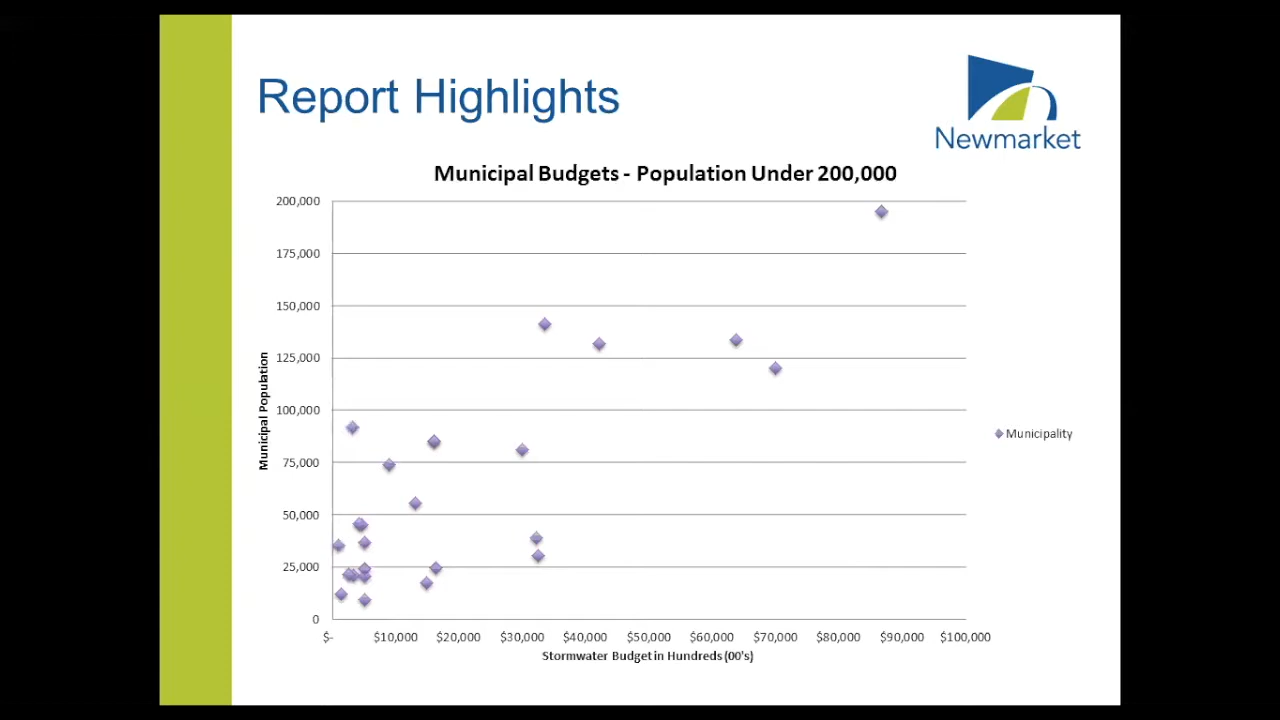 Report Highlights
Newmarket
Municipal Budgets - Population Under 200,000
200,000
175,000
150,000
125,000
100,000
75,000
50,000
25,000
0
Municipal Population
Municipality
$- $10,000 $20,000 $30,000 $40,000 $50,000 $60,000 $70,000 $80,000 $90,000 $100,000
Stormwater Budget in Hundreds (00's)